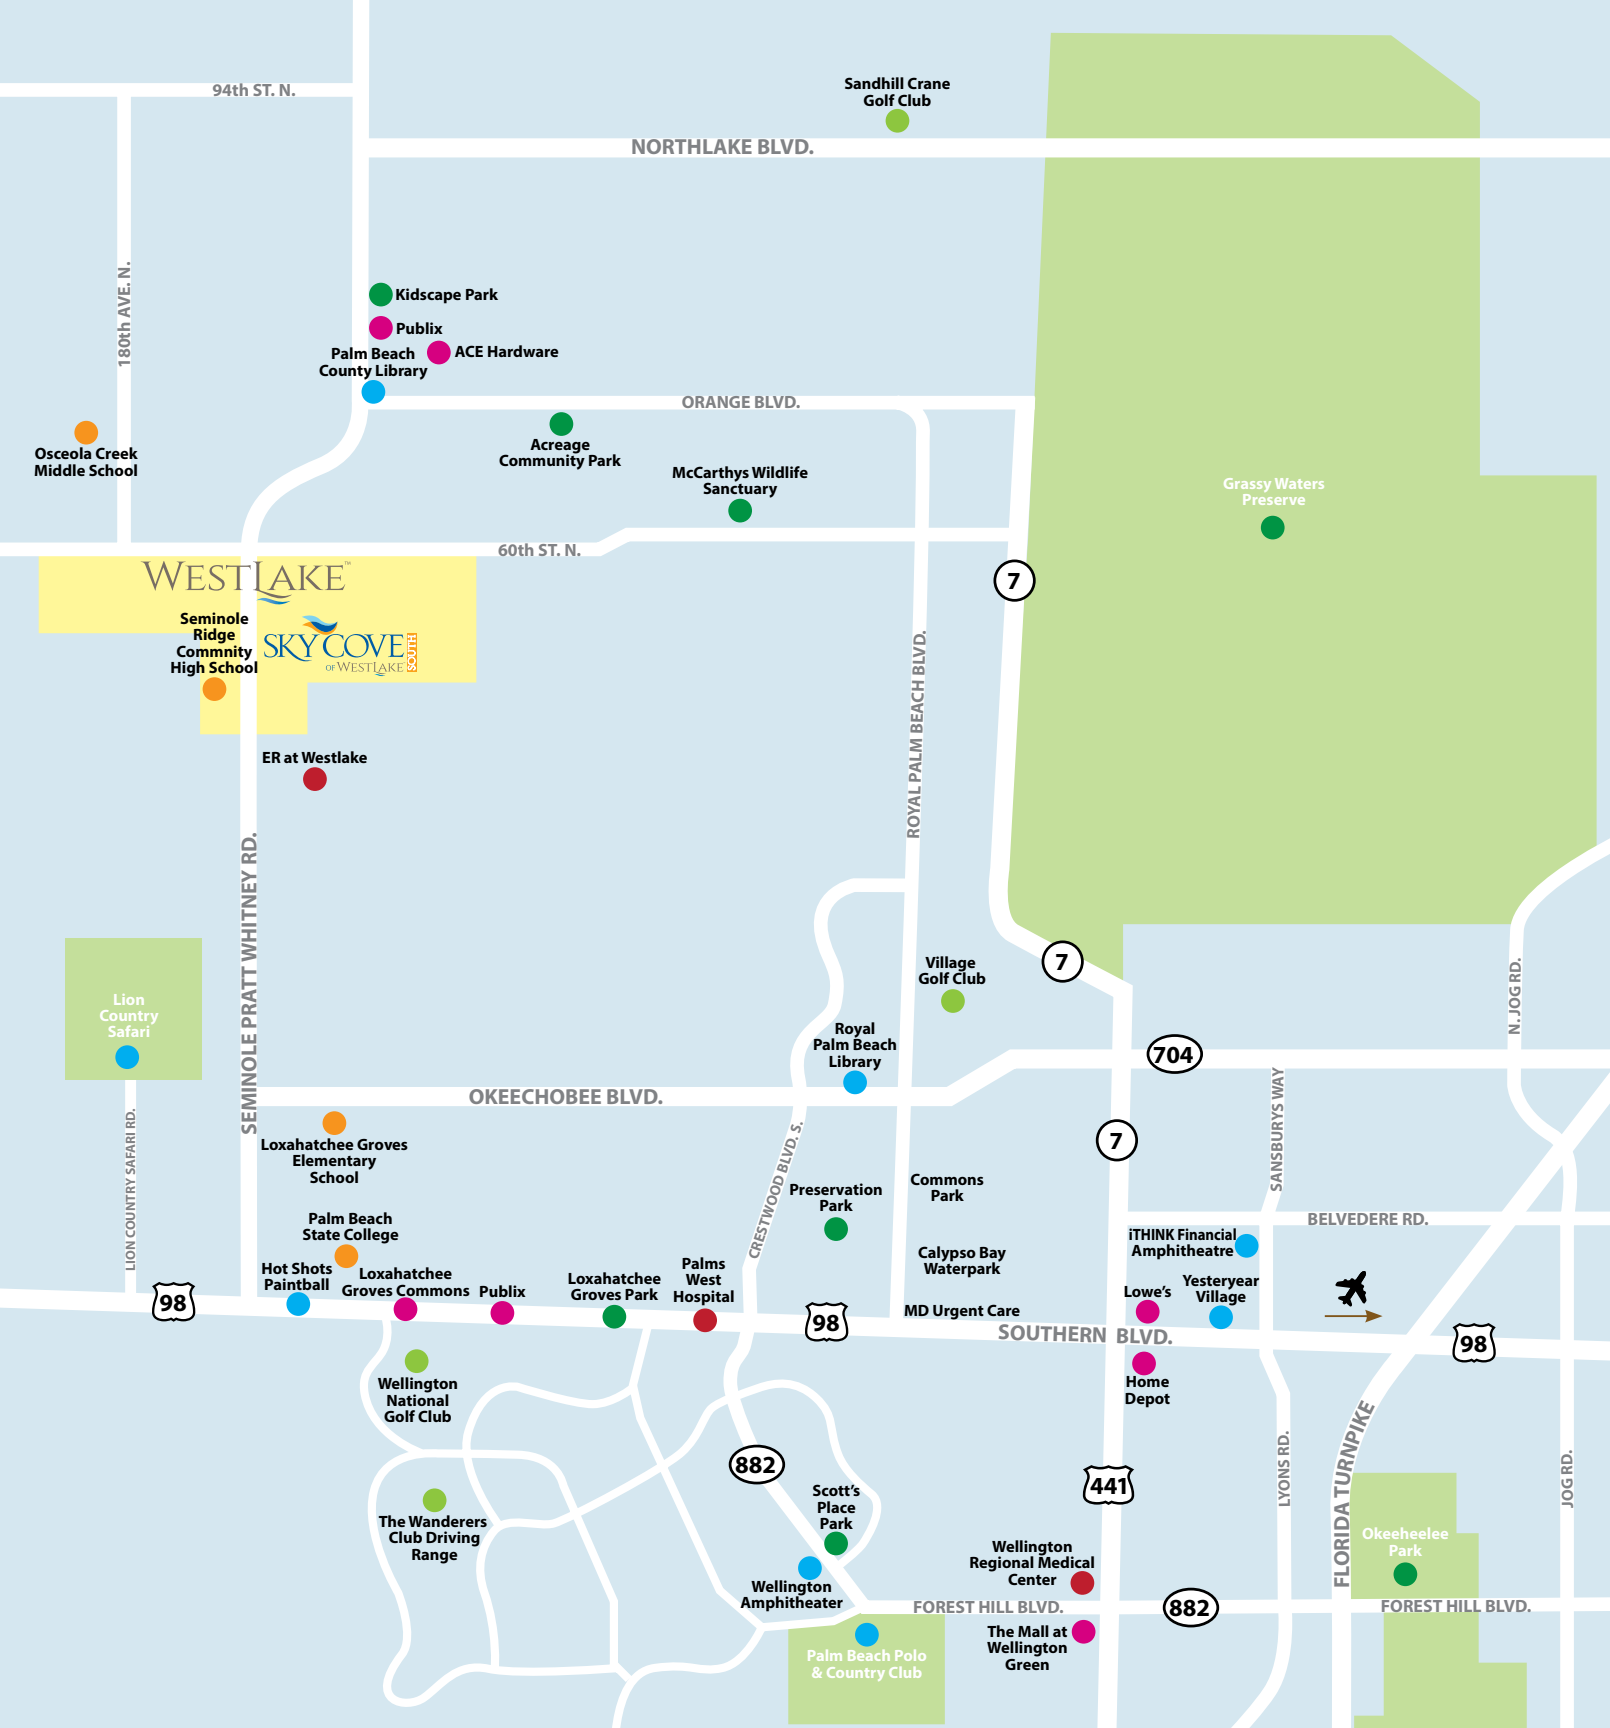 Sandhill Crane
Golf Club
94th ST. N.
NORTHLAKE BLVD.
180th AVE. N.
Kidscape Park
Publix
ACE Hardware
Palm Beach
County Library
ORANGE BLVD.
Osceola Creek
Middle School
Acreage
Community Park
McCarthys Wildlife
Sanctuary
Grassy Waters
Preserve
60th ST. N.
7
WESTLAKE™
Seminole
Ridge
Commnity
High School
SKY COVE
SOUTH
OF WESTLAKE
ROYAL PALM BEACH BLVD.
ER at Westlake
SEMINOLE PRATT WHITNEY RD.
7
Village
Golf Club
N. JOG RD.
Lion
Country
Safari
Royal
Palm Beach
Library
704
OKEECHOBEE BLVD.
SANSBURYS WAY
LION COUNTRY SAFARI RD.
Loxahatchee Groves
Elementary
School
CRESTWOOD BLVD. S.
7
Preservation
Park
Commons
Park
Palm Beach
State College
BELVEDERE RD.
iTHINK Financial
Amphitheatre
Calypso Bay
Waterpark
Hot Shots
Paintball
Loxahatchee
Groves Commons
Publix
Loxahatchee
Groves Park
Palms
West
Hospital
Lowe's
Yesteryear
Village
98
98
MD Urgent Care
SOUTHERN BLVD.
98
Wellington
National
Golf Club
Home
Depot
FLORIDA TURNPIKE
LYONS RD.
JOG RD.
882
441
The Wanderers
Club Driving
Range
Scott's
Place
Park
Okeeheelee
Park
Wellington
Regional Medical
Center
Wellington
Amphitheater
FOREST HILL BLVD.
882
FOREST HILL BLVD.
The Mall at
Wellington
Green
Palm Beach Polo
& Country Club